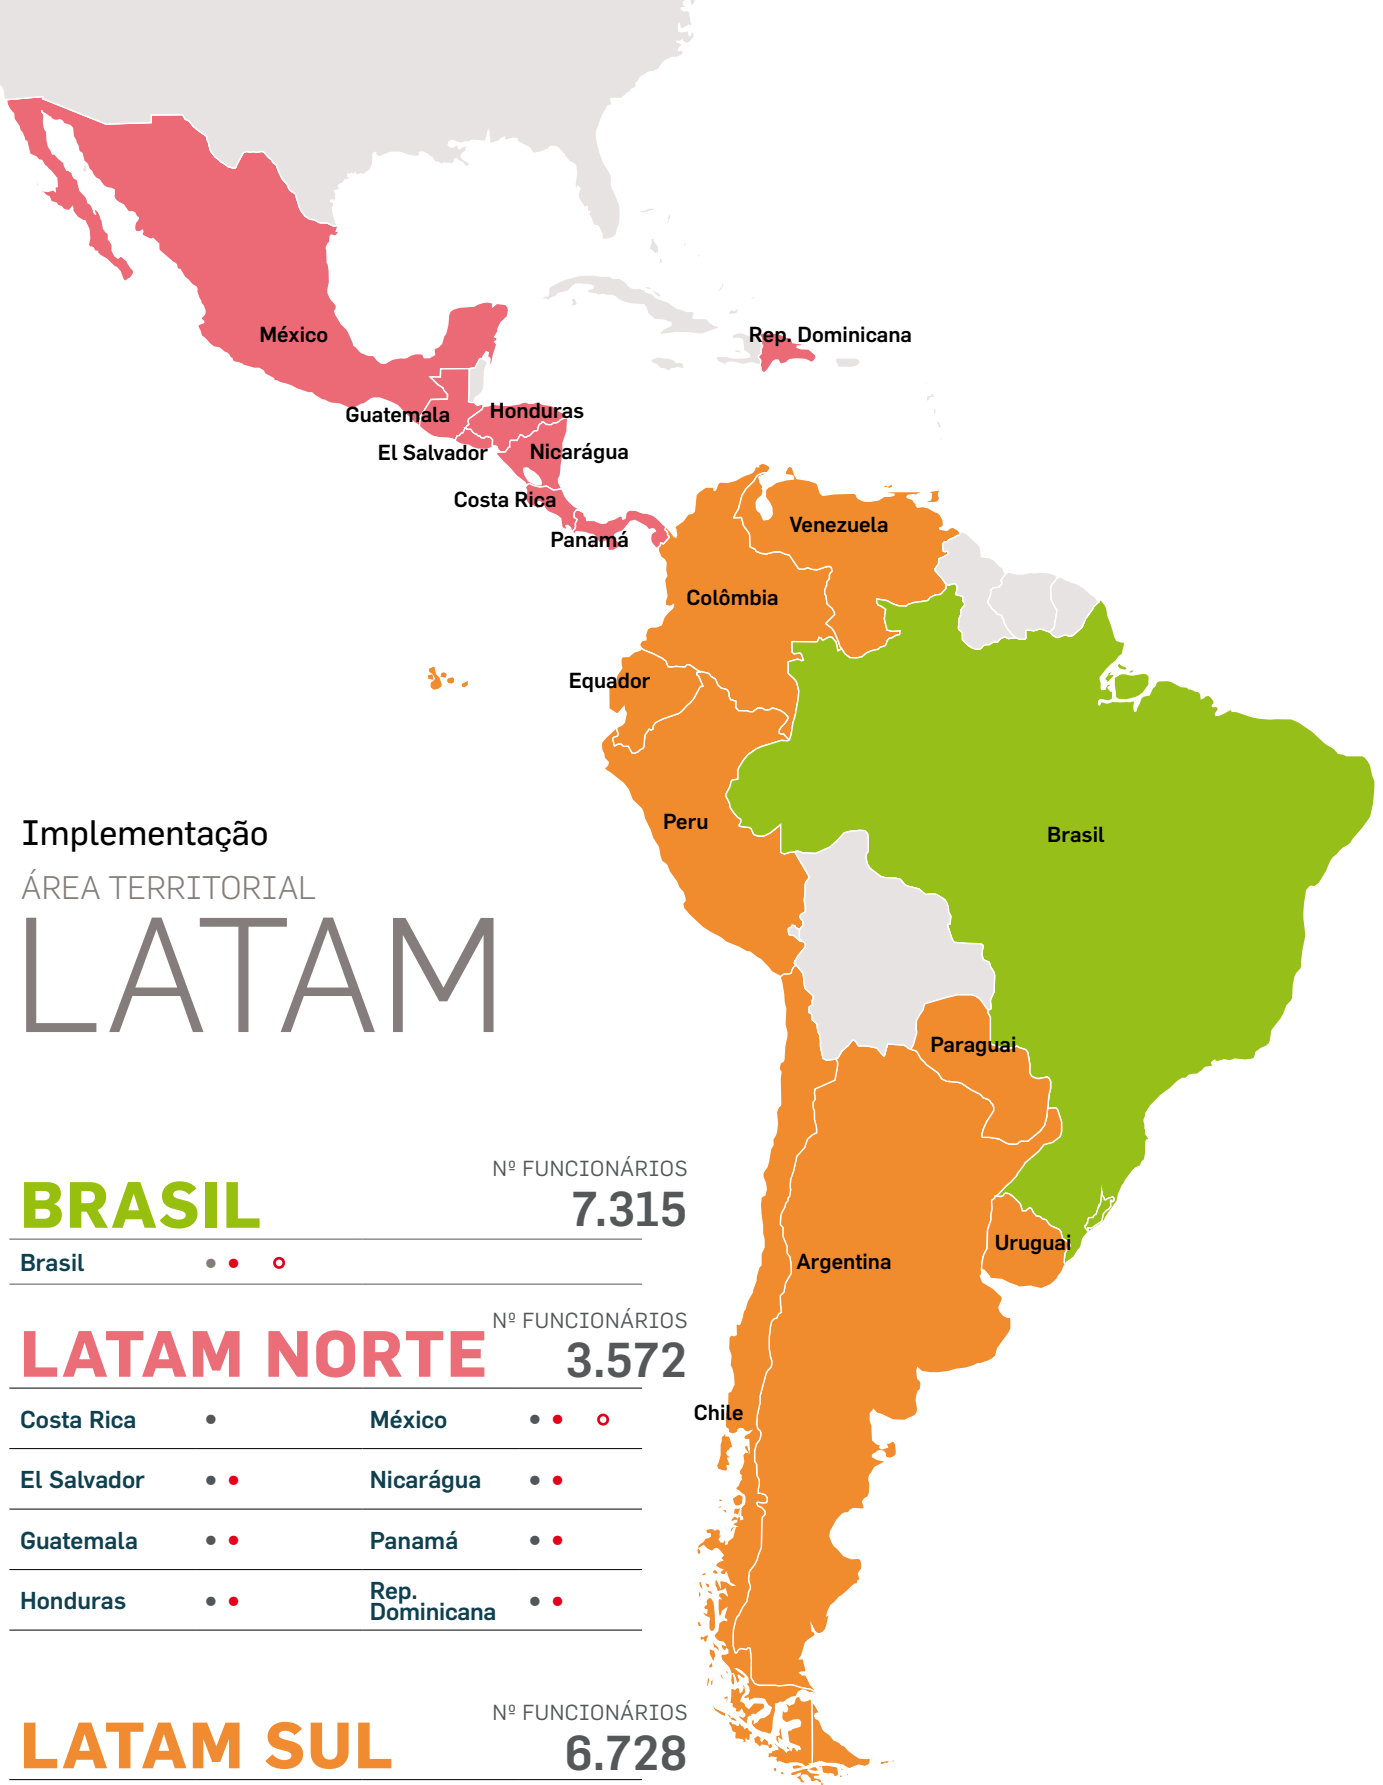 México
Rep. Dominicana
Guatemala
Honduras
El Salvador
Nicarágua
Costa Rica
Panamá
Venezuela
Colômbia
Equador
Peru
Brasil
Paraguai
Uruguai
Argentina
Chile
Implementação
ÁREA TERRITORIAL
LATAM
Nº FUNCIONÁRIOS
BRASIL 7.315
Brasil
Nº FUNCIONÁRIOS
LATAM NORTE 3.572
Costa Rica México
El Salvador Nicarágua
Guatemala Panamá
Honduras Rep.
Dominicana
Nº FUNCIONÁRIOS
LATAM SUL 6.728